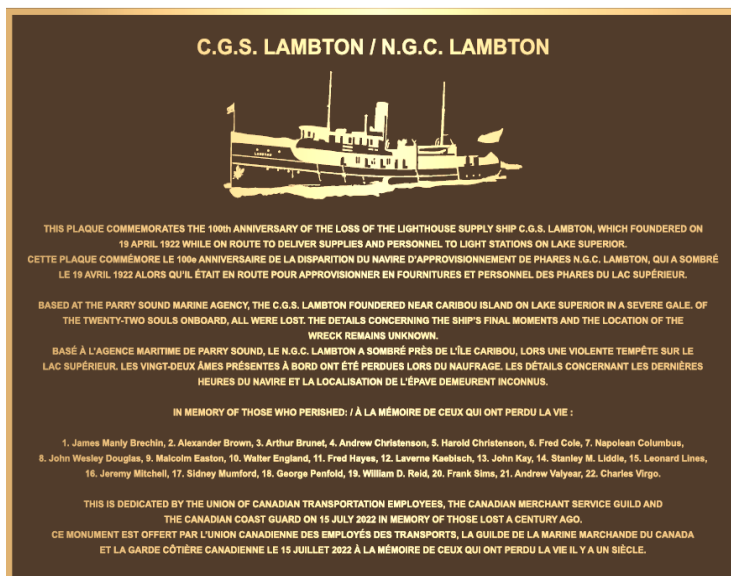 C.G.S. LAMBTON / N.G.C. LAMBTON
LAMBTON
THIS PLAQUE COMMEMORATES THE 100th ANNIVERSARY OF THE LOSS OF THE LIGHTHOUSE SUPPLY SHIP C.G.S. LAMBTON, WHICH FOUNDERED ON
19 APRIL 1922 WHILE ON ROUTE TO DELIVER SUPPLIES AND PERSONNEL TO LIGHT STATIONS ON LAKE SUPERIOR.
CETTE PLAQUE COMMÉMORE LE 100e ANNIVERSAIRE DE LA DISPARITION DU NAVIRE D'APPROVISIONNEMENT DE PHARES N.G.C. LAMBTON, QUI A SOMBRÉ
LE 19 AVRIL 1922 ALORS QU'IL ÉTAIT EN ROUTE POUR APPROVISIONNER EN FOURNITURES ET PERSONNEL DES PHARES DU LAC SUPÉRIEUR.
BASED AT THE PARRY SOUND MARINE AGENCY, THE C.G.S. LAMBTON FOUNDERED NEAR CARIBOU ISLAND ON LAKE SUPERIOR IN A SEVERE GALE. OF
THE TWENTY-TWO SOULS ONBOARD, ALL WERE LOST. THE DETAILS CONCERNING THE SHIP'S FINAL MOMENTS AND THE LOCATION OF THE
WRECK REMAINS UNKNOWN.
BASÉ À L'AGENCE MARITIME DE PARRY SOUND, LE N.G.C. LAMBTON A SOMBRÉ PRÈS DE L'ÎLE CARIBOU, LORS UNE VIOLENTE TEMPÊTE SUR LE
LAC SUPÉRIEUR. LES VINGT-DEUX ÂMES PRÉSENTES À BORD ONT ÉTÉ PERDUES LORS DU NAUFRAGE. LES DÉTAILS CONCERNANT LES DERNIÈRES
HEURES DU NAVIRE ET LA LOCALISATION DE L'ÉPAVE DEMEURENT INCONNUS.
IN MEMORY OF THOSE WHO PERISHED: / À LA MÉMOIRE DE CEUX QUI ONT PERDU LA VIE :
1. James Manly Brechin, 2. Alexander Brown, 3. Arthur Brunet, 4. Andrew Christenson, 5. Harold Christenson, 6. Fred Cole, 7. Napolean Columbus,
8. John Wesley Douglas, 9. Malcolm Easton, 10. Walter England, 11. Fred Hayes, 12. Laverne Kaebisch, 13. John Kay, 14. Stanley M. Liddle, 15. Leonard Lines,
16. Jeremy Mitchell, 17. Sidney Mumford, 18. George Penfold, 19. William D. Reid, 20. Frank Sims, 21. Andrew Valyear, 22. Charles Virgo.
THIS IS DEDICATED BY THE UNION OF CANADIAN TRANSPORTATION EMPLOYEES, THE CANADIAN MERCHANT SERVICE GUILD AND
THE CANADIAN COAST GUARD ON 15 JULY 2022 IN MEMORY OF THOSE LOST A CENTURY AGO.
CE MONUMENT EST OFFERT PAR L'UNION CANADIENNE DES EMPLOYÉS DES TRANSPORTS, LA GUILDE DE LA MARINE MARCHANDE DU CANADA
ET LA GARDE CÔTIÈRE CANADIENNE LE 15 JUILLET 2022 À LA MÉMOIRE DE CEUX QUI ONT PERDU LA VIE IL Y A UN SIÈCLE.